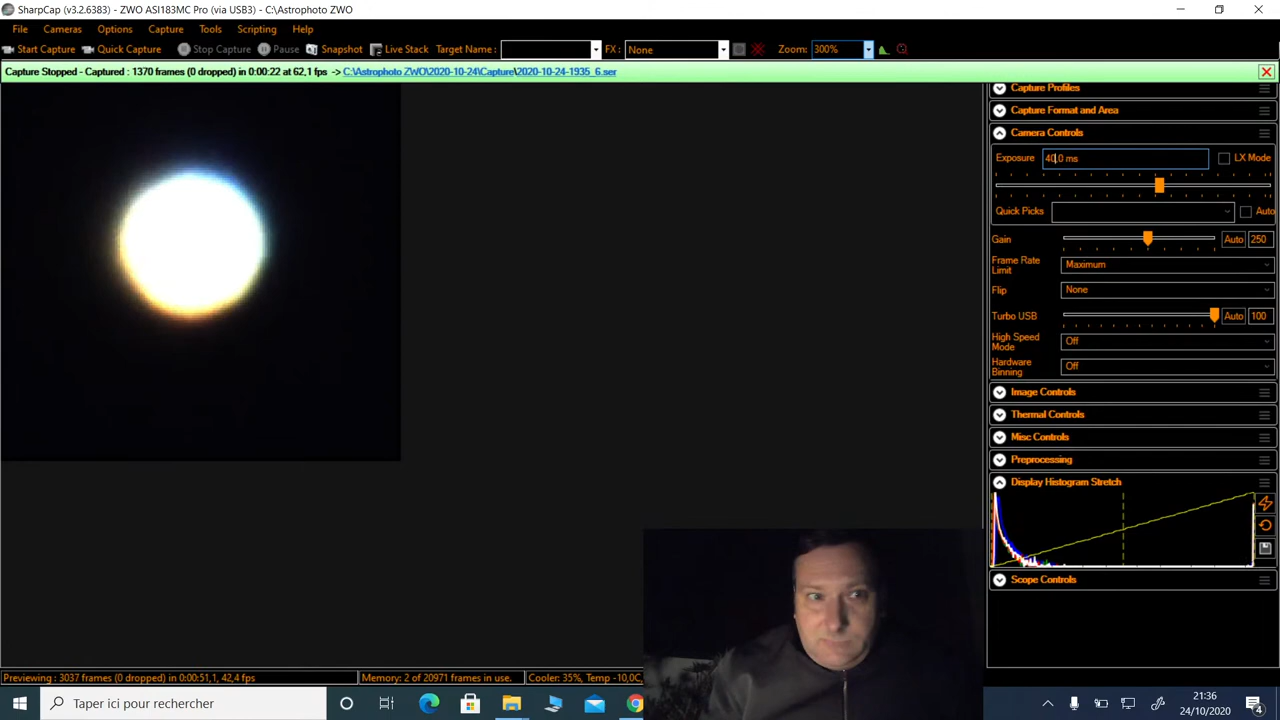 SharpCap (v3.2.6383) - ZWO ASI183MC Pro (via USB3) - C:\Astrophoto ZWO
File Cameras Options Capture Tools Scripting Help
Start Capture Quick Capture Stop Capture Pause Snapshot Live Stack Target Name : FX : None Zoom: 300%
Capture Stopped - Captured : 1370 frames (0 dropped) in 0:00:22 at 62,1 fps -> C:\Astrophoto ZWO\2020-10-24\Capture\2020-10-24-1935_6.ser
Capture Profiles
Capture Format and Area
Camera Controls
Exposure 40,0 ms LX Mode
Quick Picks Auto
Gain Auto 250
Frame Rate Limit Maximum
Flip None
Turbo USB Auto 100
High Speed Mode Off
Hardware Binning Off
Image Controls
Thermal Controls
Misc Controls
Preprocessing
Display Histogram Stretch
Scope Controls
Previewing : 3037 frames (0 dropped) in 0:00:51,1, 42,4 fps Memory: 2 of 20971 frames in use. Cooler: 35%, Temp -10,0C,
Taper ici pour rechercher
21:36
24/10/2020
4